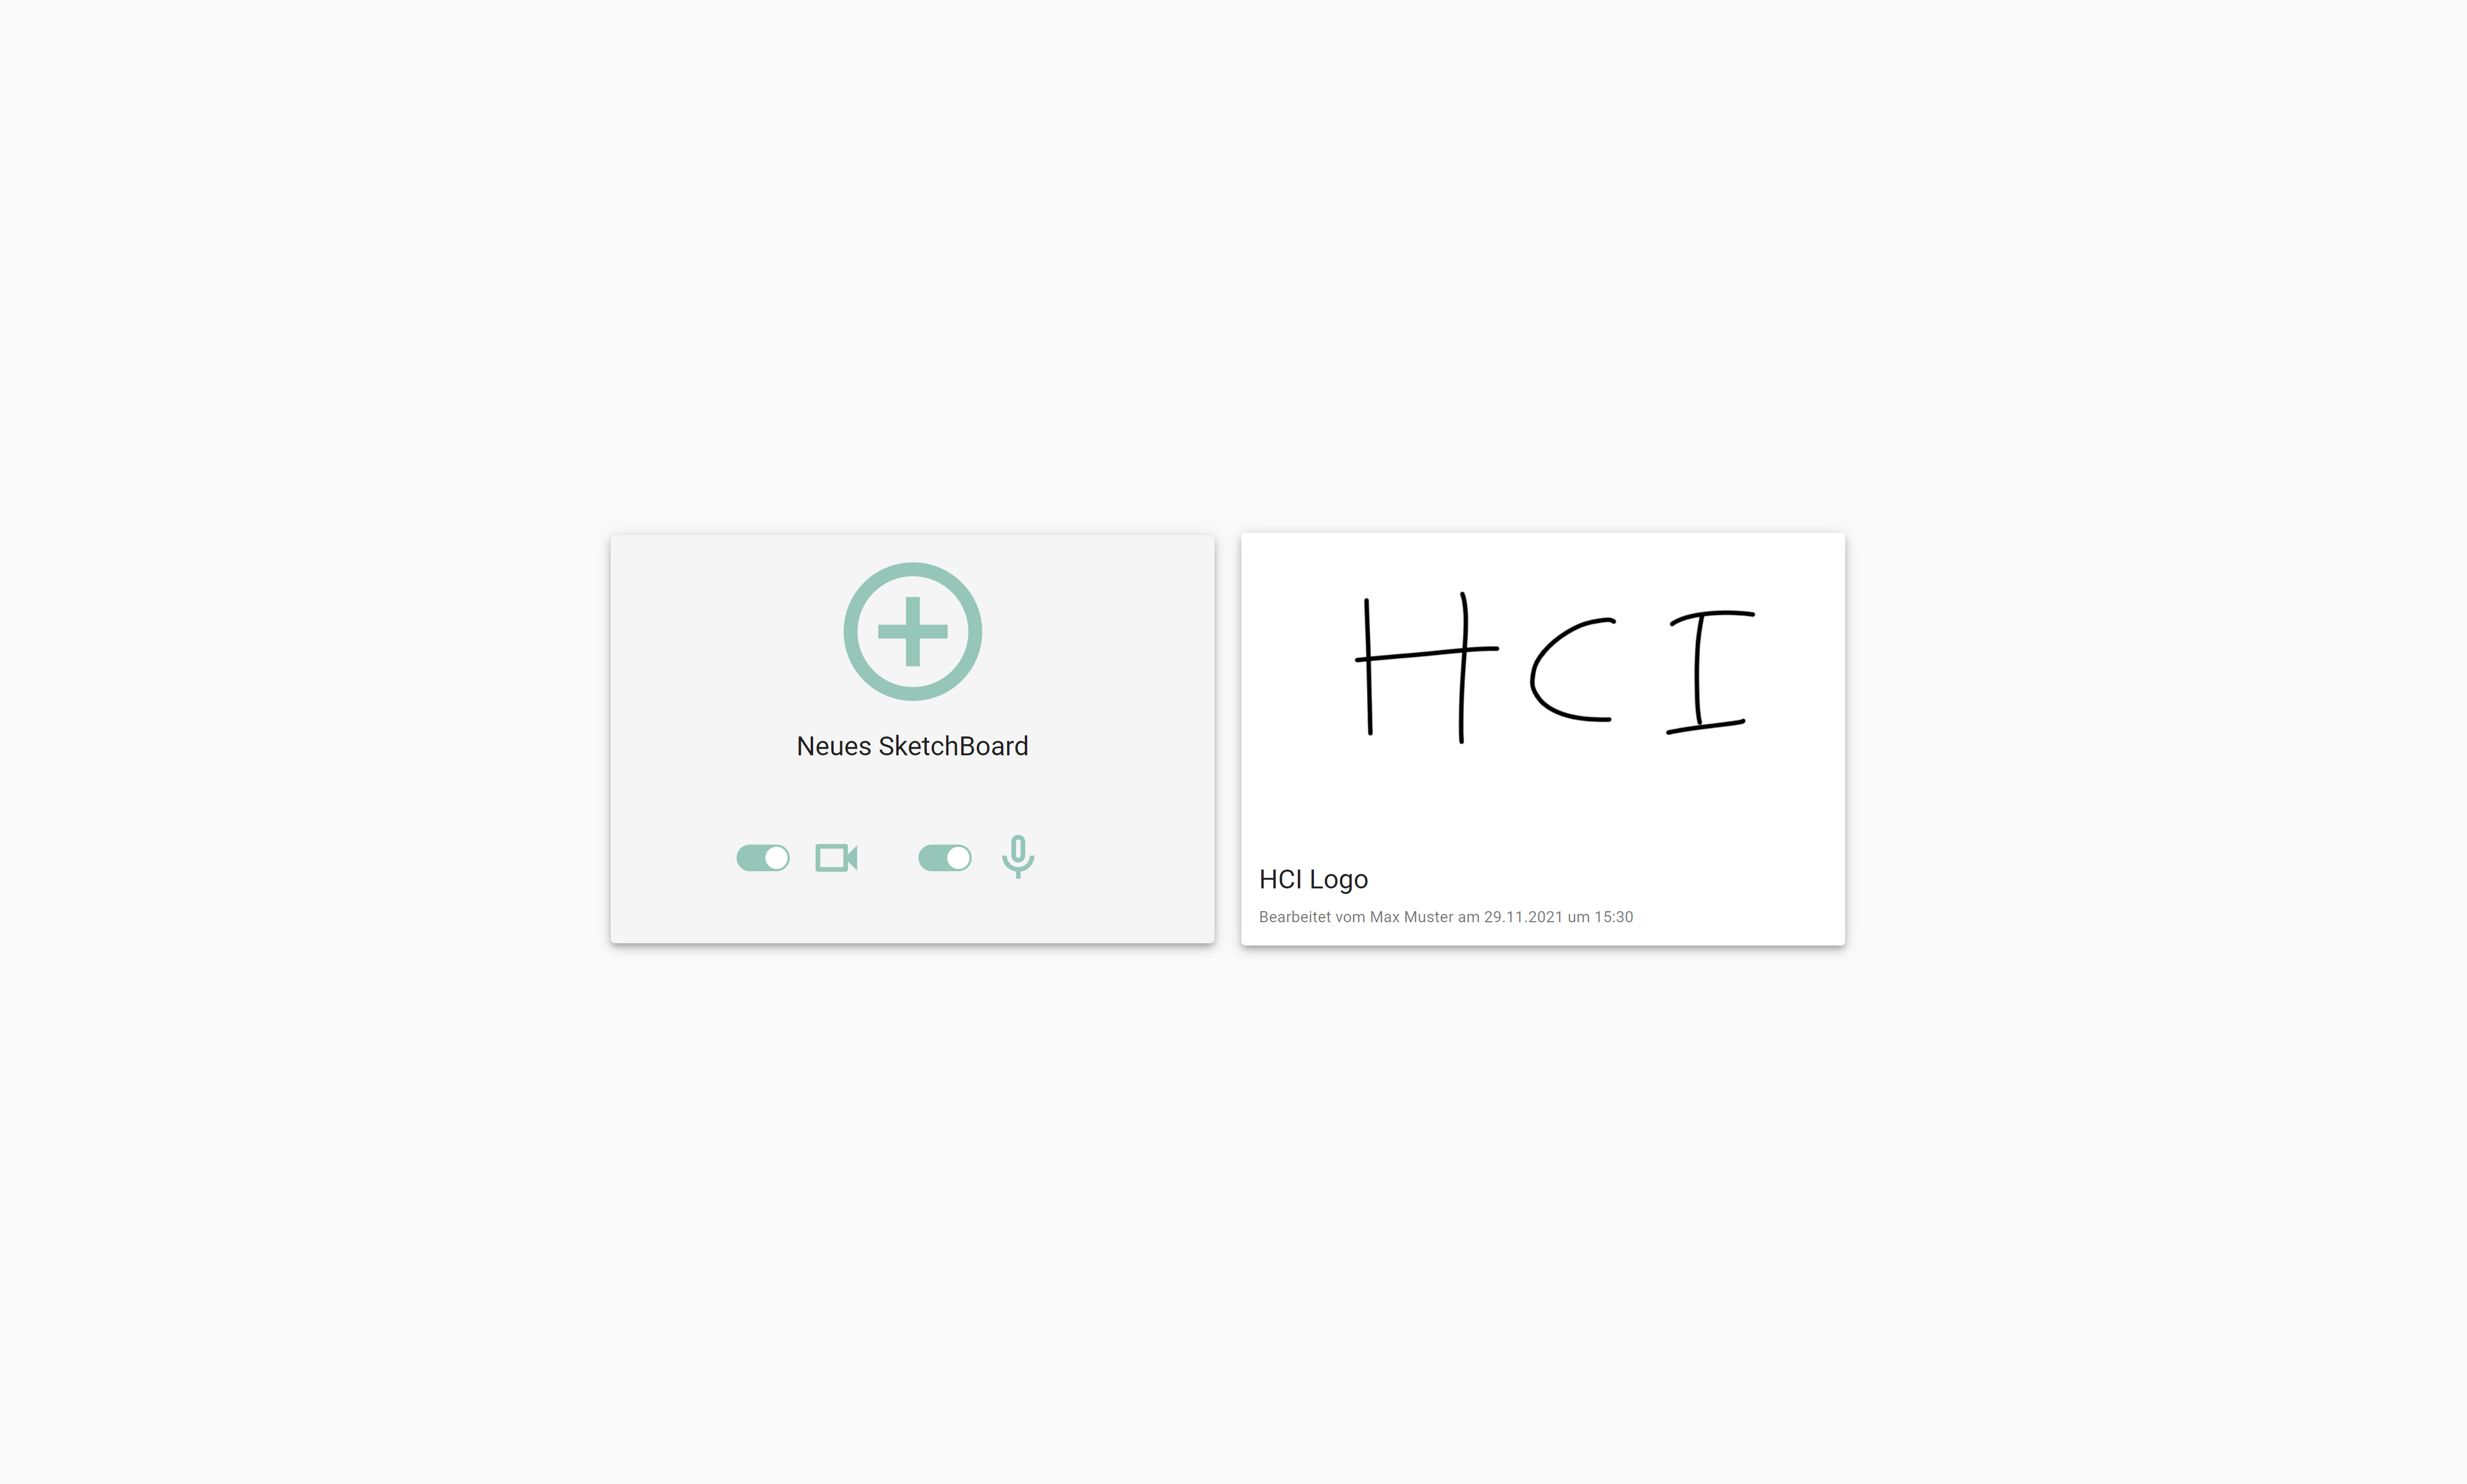 Neues SketchBoard
HCI
HCI Logo
Bearbeitet vom Max Muster am 29.11.2021 um 15:30